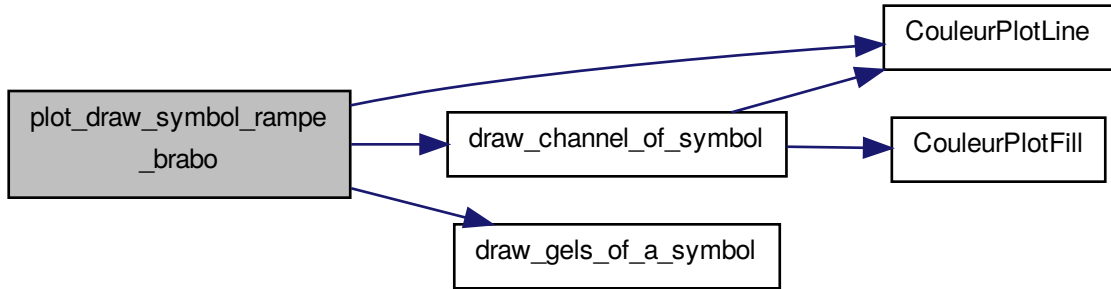 plot_draw_symbol_rampe
_brabo
CouleurPlotLine
draw_channel_of_symbol
CouleurPlotFill
draw_gels_of_a_symbol